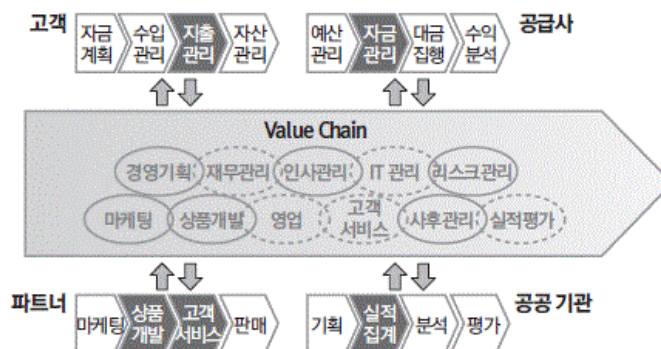 고객
자금 계획
수입 관리
지출 관리
자산 관리
예산 관리
자금 관리
대금 집행
수익 분석
공급사
Value Chain
경영기획
재무관리
인사관리
IT 관리
리스크관리
마케팅
상품개발
영업
고객 서비스
사후관리
실적평가
파트너
마케팅
상품 개발
고객 서비스
판매
기획
실적 집계
분석
평가
공공 기관